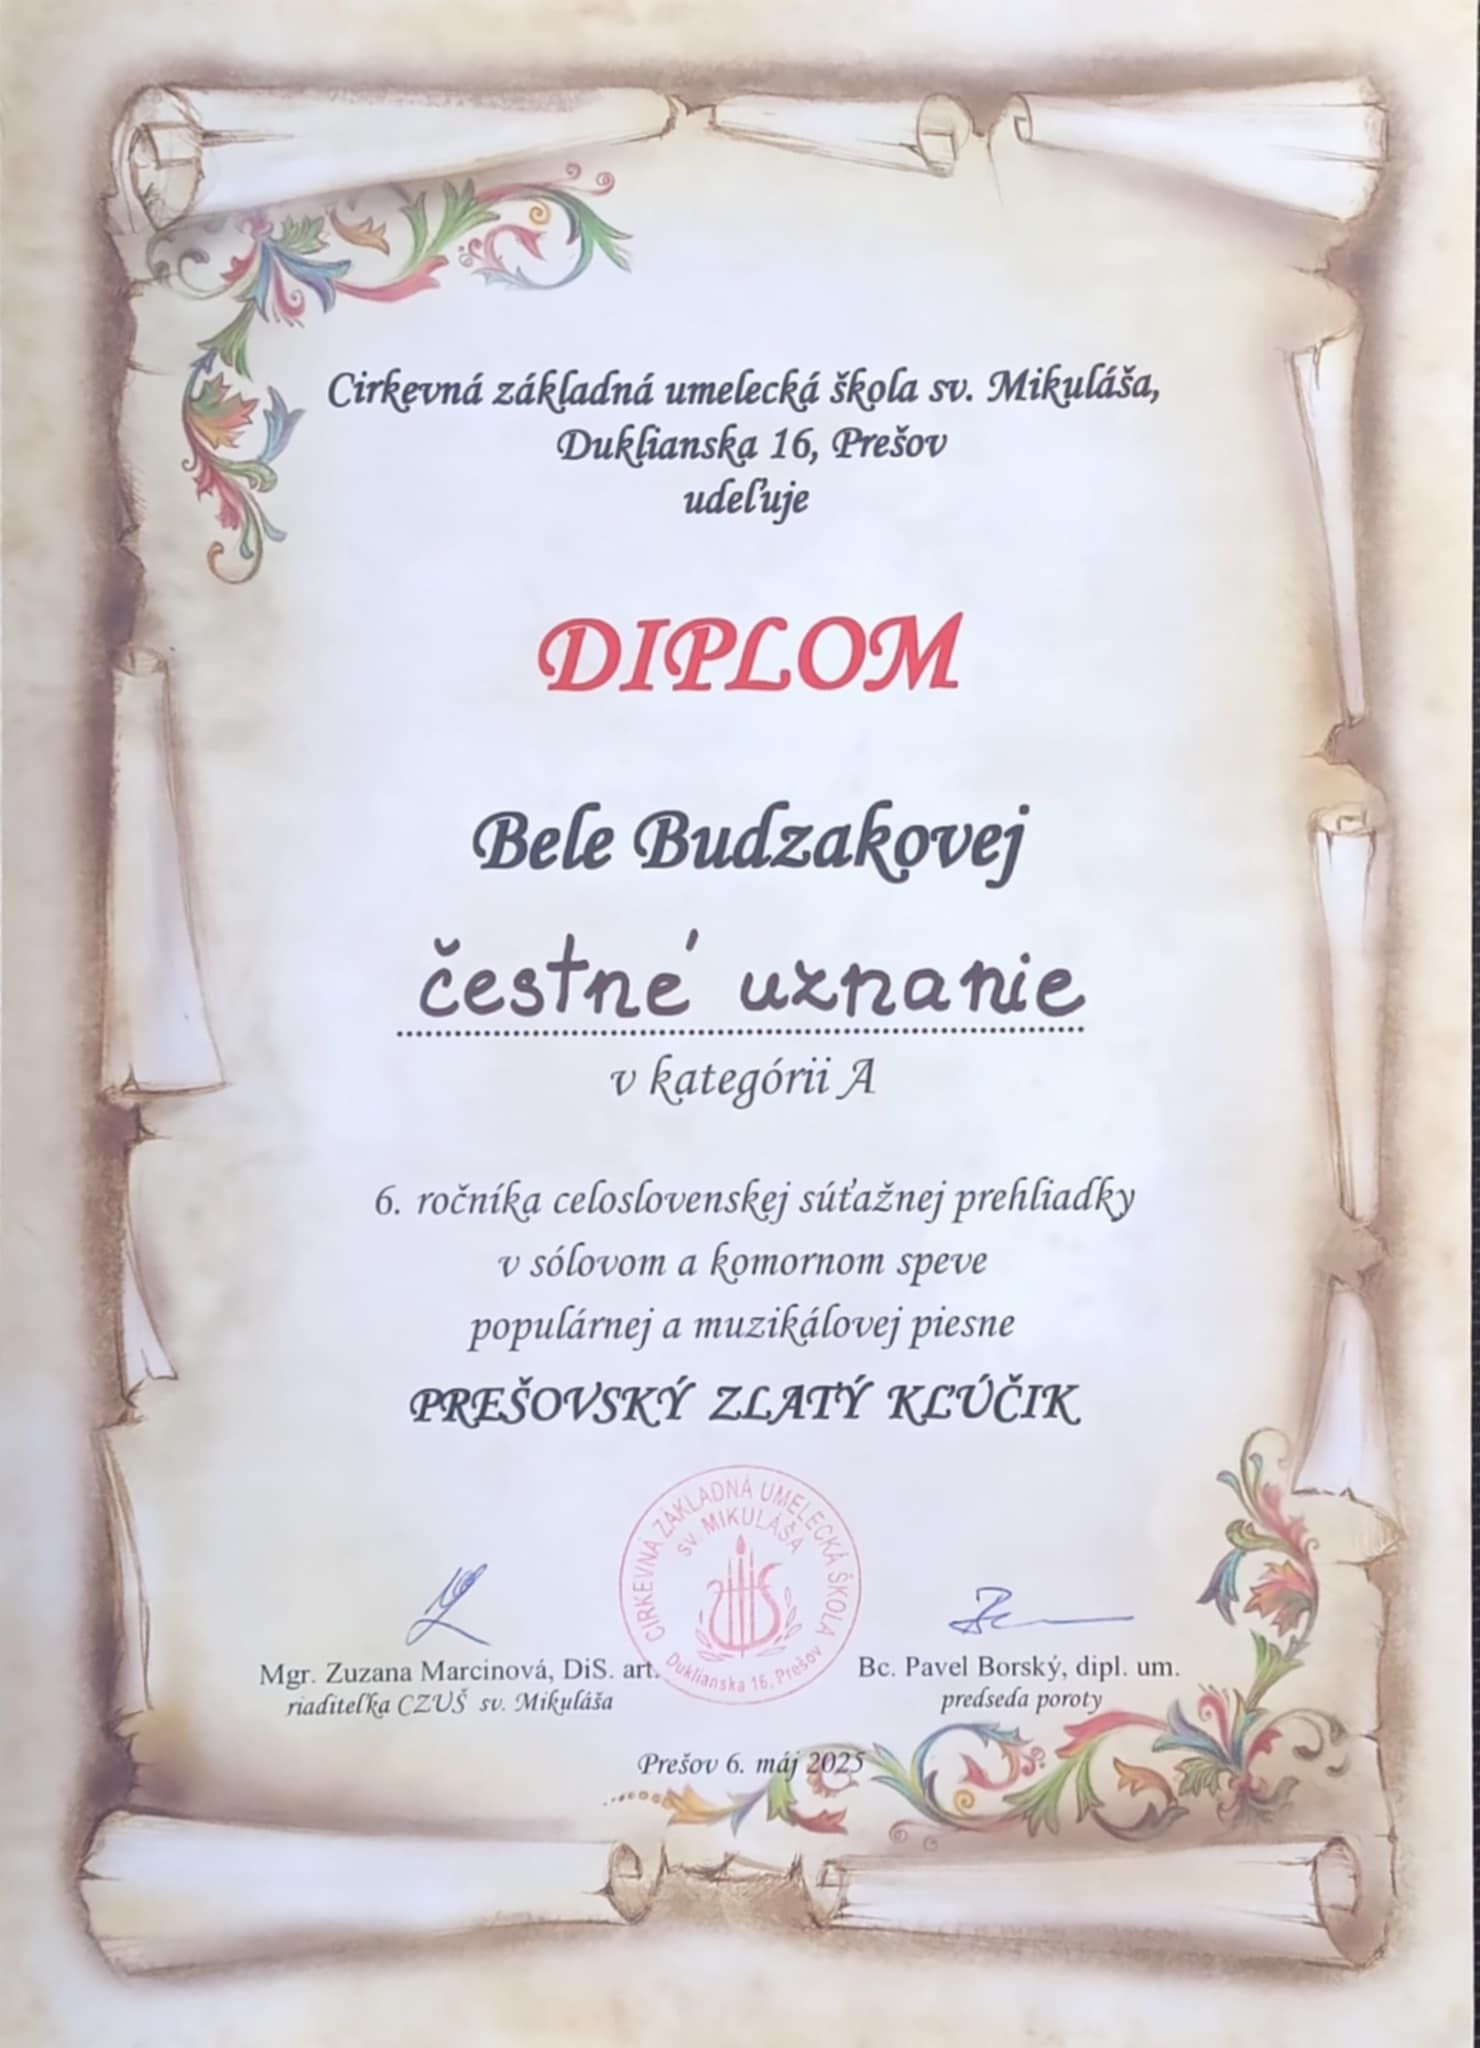 Cirkevná základná umelecká škola sv. Mikuláša,
Duklianska 16, Prešov
udeľuje
DIPLOM
Bele Budzakovej
čestné uznanie
v kategórii A
6. ročníka celoslovenskej súťažnej prehliadky
v sólovom a komornom speve
populárnej a muzikálovej piesne
PREŠOVSKÝ ZLATÝ KĽÚČIK
CIRKEVNÁ ZÁKLADNÁ UMELECKÁ ŠKOLA
sv. MIKULÁŠA
Duklianska 16, Prešov
Mgr. Zuzana Marcinová, DiS. art.
riaditeľka CZUŠ sv. Mikuláša
Bc. Pavel Borský, dipl. um.
predseda poroty
Prešov 6. máj 2025